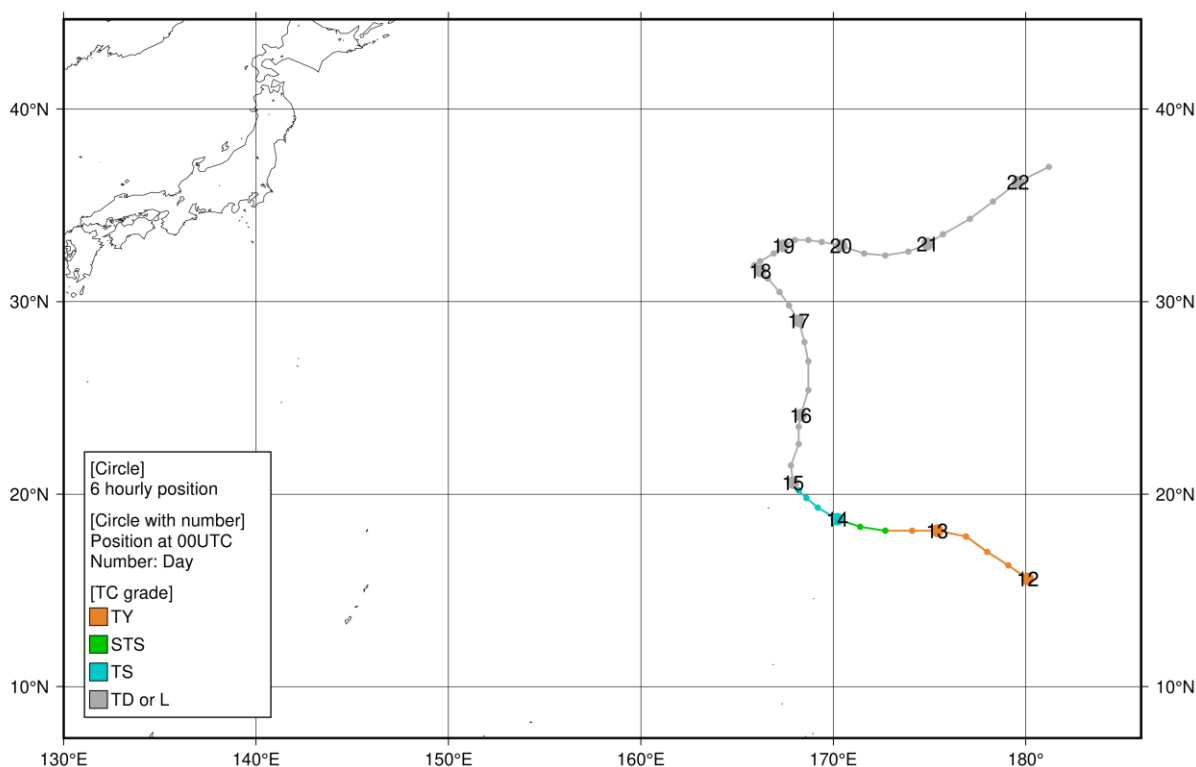 40°N
40°N
22
19
20
21
18
30°N
30°N
17
16
[Circle]
6 hourly position
20°N
15
20°N
[Circle with number]
14
13
Position at 00UTC
Number: Day
12
[TC grade]
TY
STS
TS
10°N
10°N
TD or L
130°E
140°E
150°E
160°E
170°E
180°